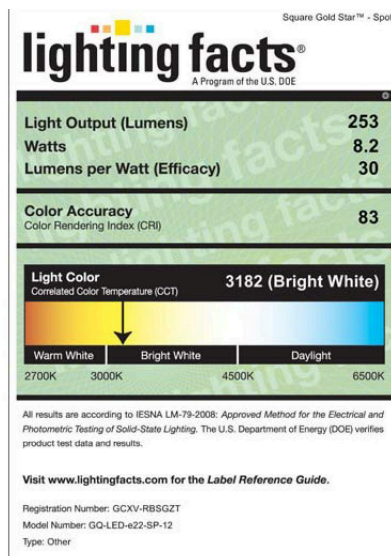 Square Gold Star™ - Spot
lighting facts®
A Program of the U.S. DOE
Light Output (Lumens) 253
Watts 8.2
Lumens per Watt (Efficacy) 30
Color Accuracy 83
Color Rendering Index (CRI)
Light Color 3182 (Bright White)
Correlated Color Temperature (CCT)
Warm White Bright White Daylight
2700K 3000K 4500K 6500K
All results are according to IESNA LM-79-2008: Approved Method for the Electrical and
Photometric Testing of Solid-State Lighting. The U.S. Department of Energy (DOE) verifies
product test data and results.
Visit www.lightingfacts.com for the Label Reference Guide.
Registration Number: GCXV-RBSGZT
Model Number: GQ-LED-e22-SP-12
Type: Other